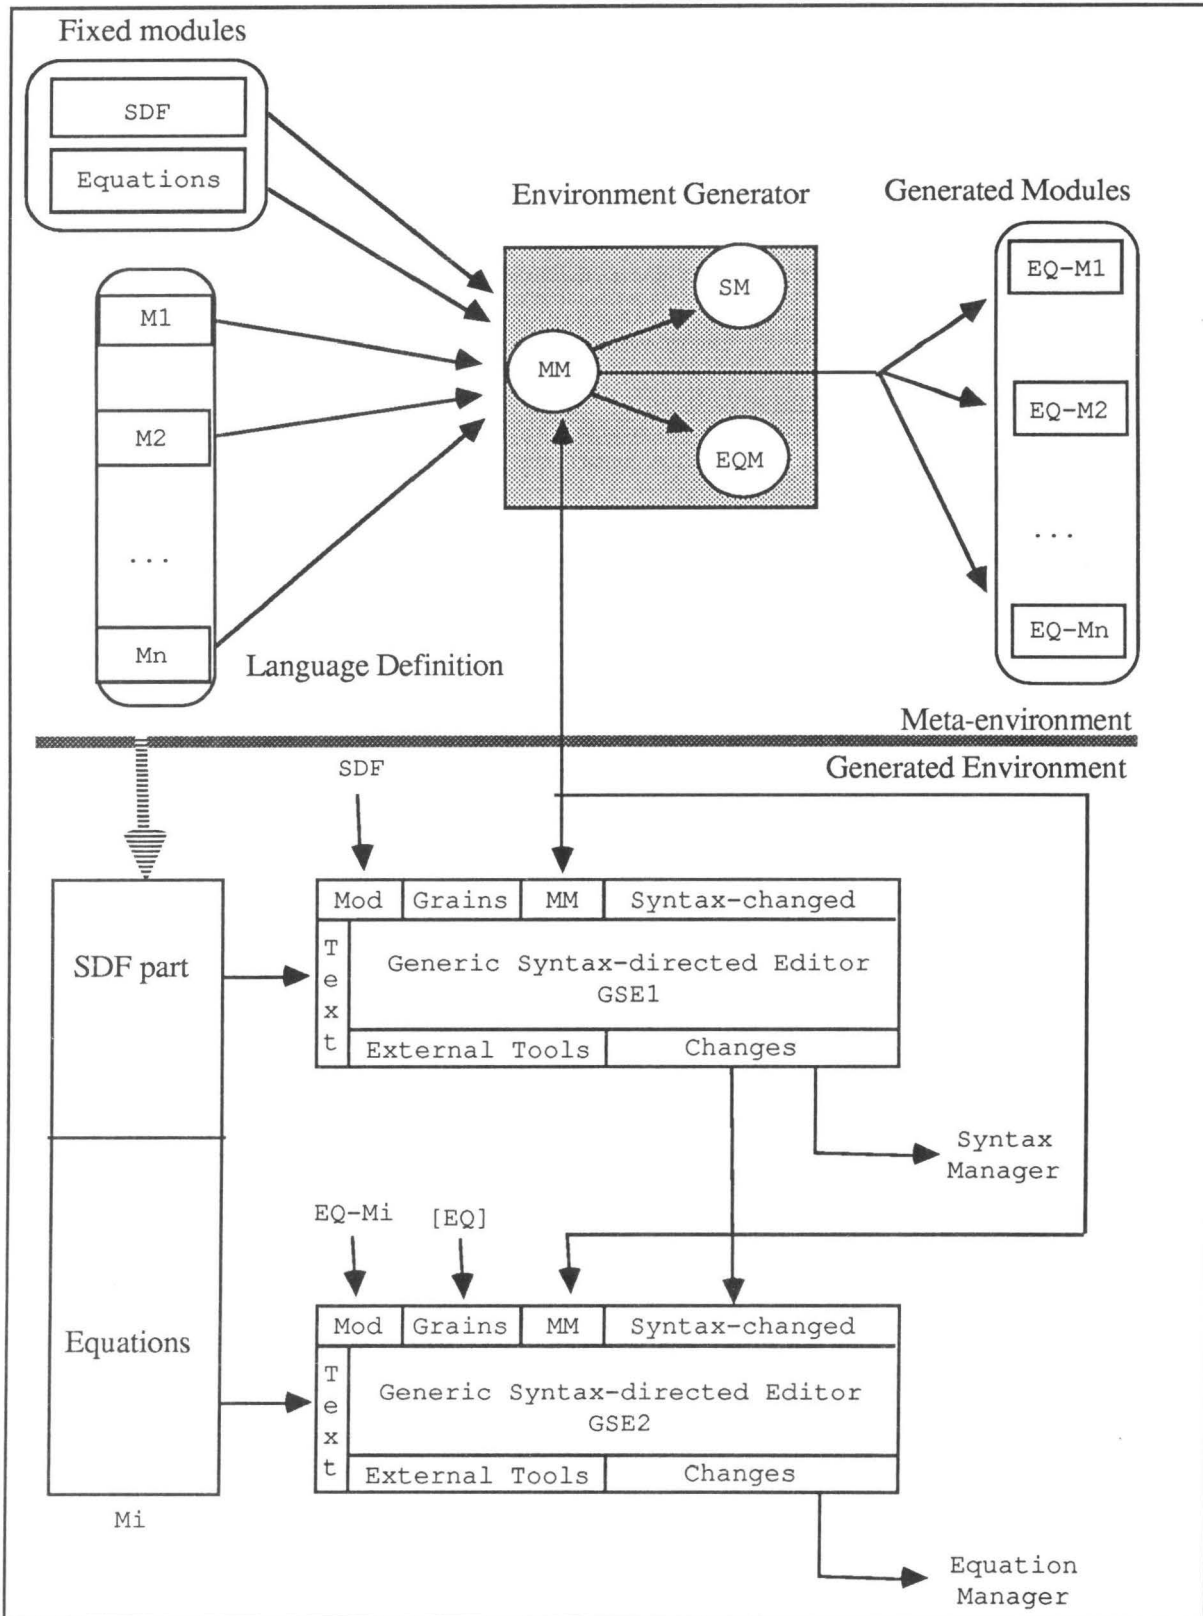 Fixed modules
SDF
Equations
Environment Generator
Generated Modules
M1
M2
...
Mn
Language Definition
MM
SM
EQM
EQ-M1
EQ-M2
...
EQ-Mn
Meta-environment
Generated Environment
SDF
SDF part
Mod
Grains
MM
Syntax-changed
Text
Generic Syntax-directed Editor
GSE1
External Tools
Changes
Syntax
Manager
EQ-Mi
[EQ]
Equations
Mod
Grains
MM
Syntax-changed
Text
Generic Syntax-directed Editor
GSE2
External Tools
Changes
Mi
Equation
Manager